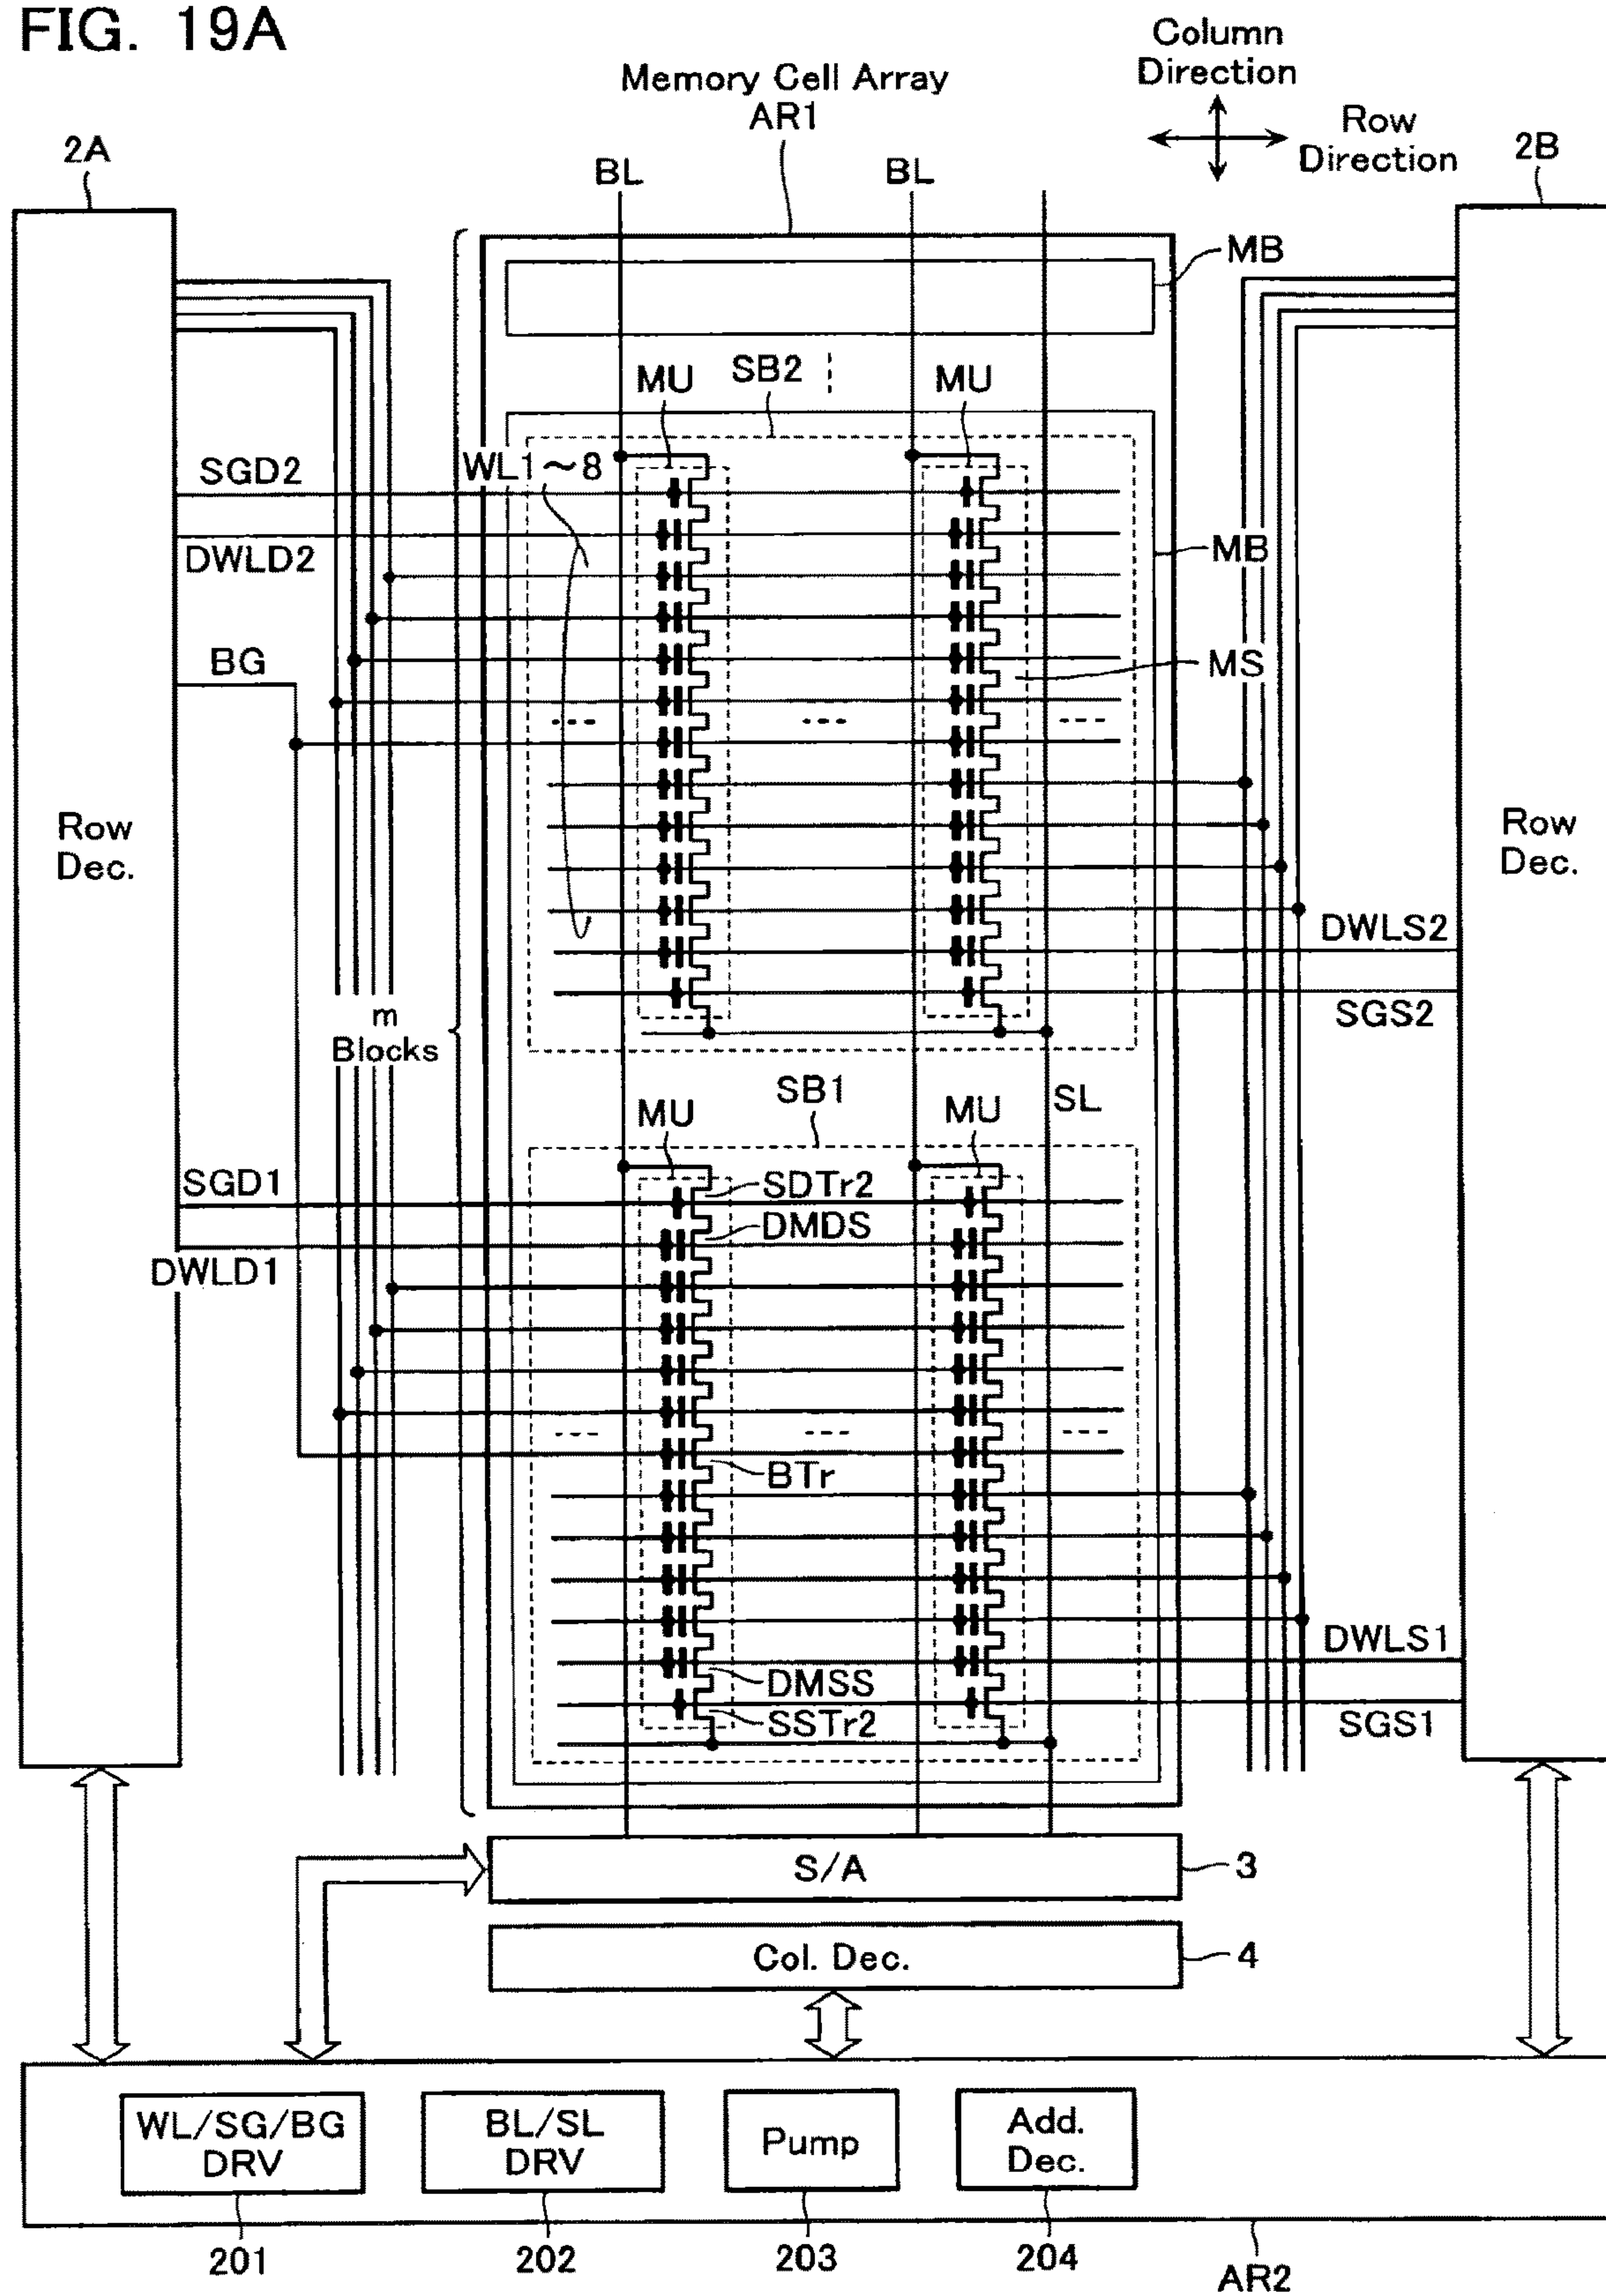 FIG. 19A
Column
Direction
Row
Direction
Memory Cell Array
AR1
2A
2B
BL
BL
MB
SB2
MU
MU
WL1～8
SGD2
DWLD2
MB
BG
MS
Row
Dec.
Row
Dec.
DWLS2
SGS2
m
Blocks
SB1
SL
MU
MU
SGD1
SDTr2
DMDS
DWLD1
BTr
DWLS1
DMSS
SSTr2
SGS1
S/A
3
Col. Dec.
4
WL/SG/BG
DRV
BL/SL
DRV
Pump
Add.
Dec.
201
202
203
204
AR2